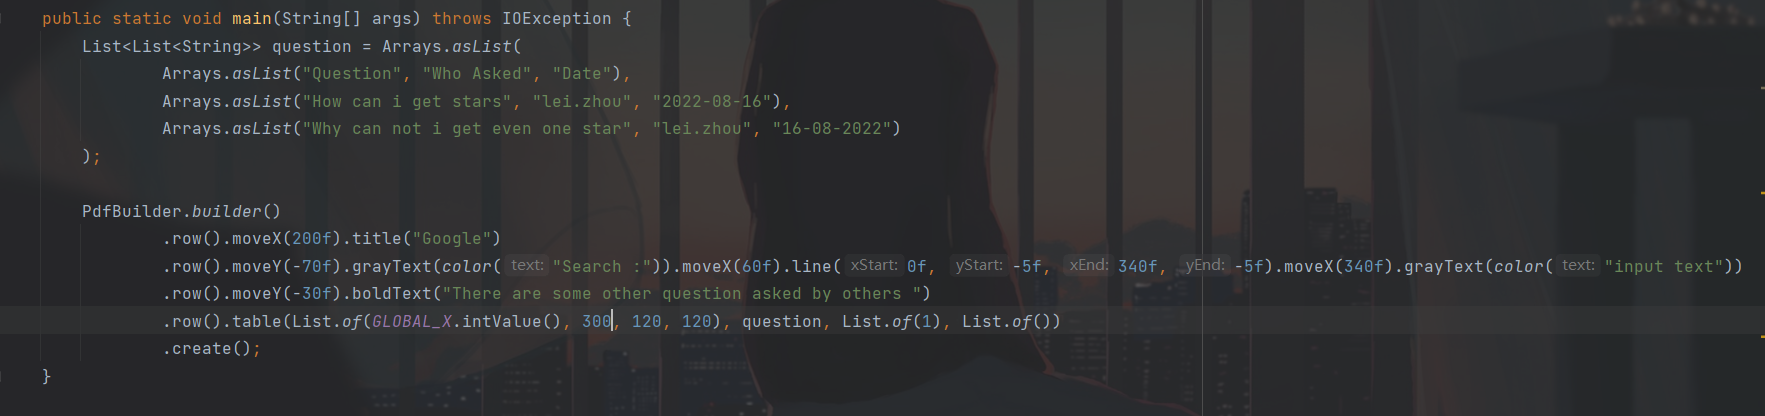 public static void main(String[] args) throws IOException {
List<List<String>> question = Arrays.asList(
Arrays.asList("Question", "Who Asked", "Date"),
Arrays.asList("How can i get stars", "lei.zhou", "2022-08-16"),
Arrays.asList("Why can not i get even one star", "lei.zhou", "16-08-2022")
);
PdfBuilder.builder()
.row().moveX(200f).title("Google")
.row().moveY(-70f).grayText(color( text: "Search :")).moveX(60f).line( xStart: 0f, yStart: -5f, xEnd: 340f, yEnd: -5f).moveX(340f).grayText(color( text: "input text"))
.row().moveY(-30f).boldText("There are some other question asked by others ")
.row().table(List.of(GLOBAL_X.intValue(), 300, 120, 120), question, List.of(1), List.of())
.create();
}